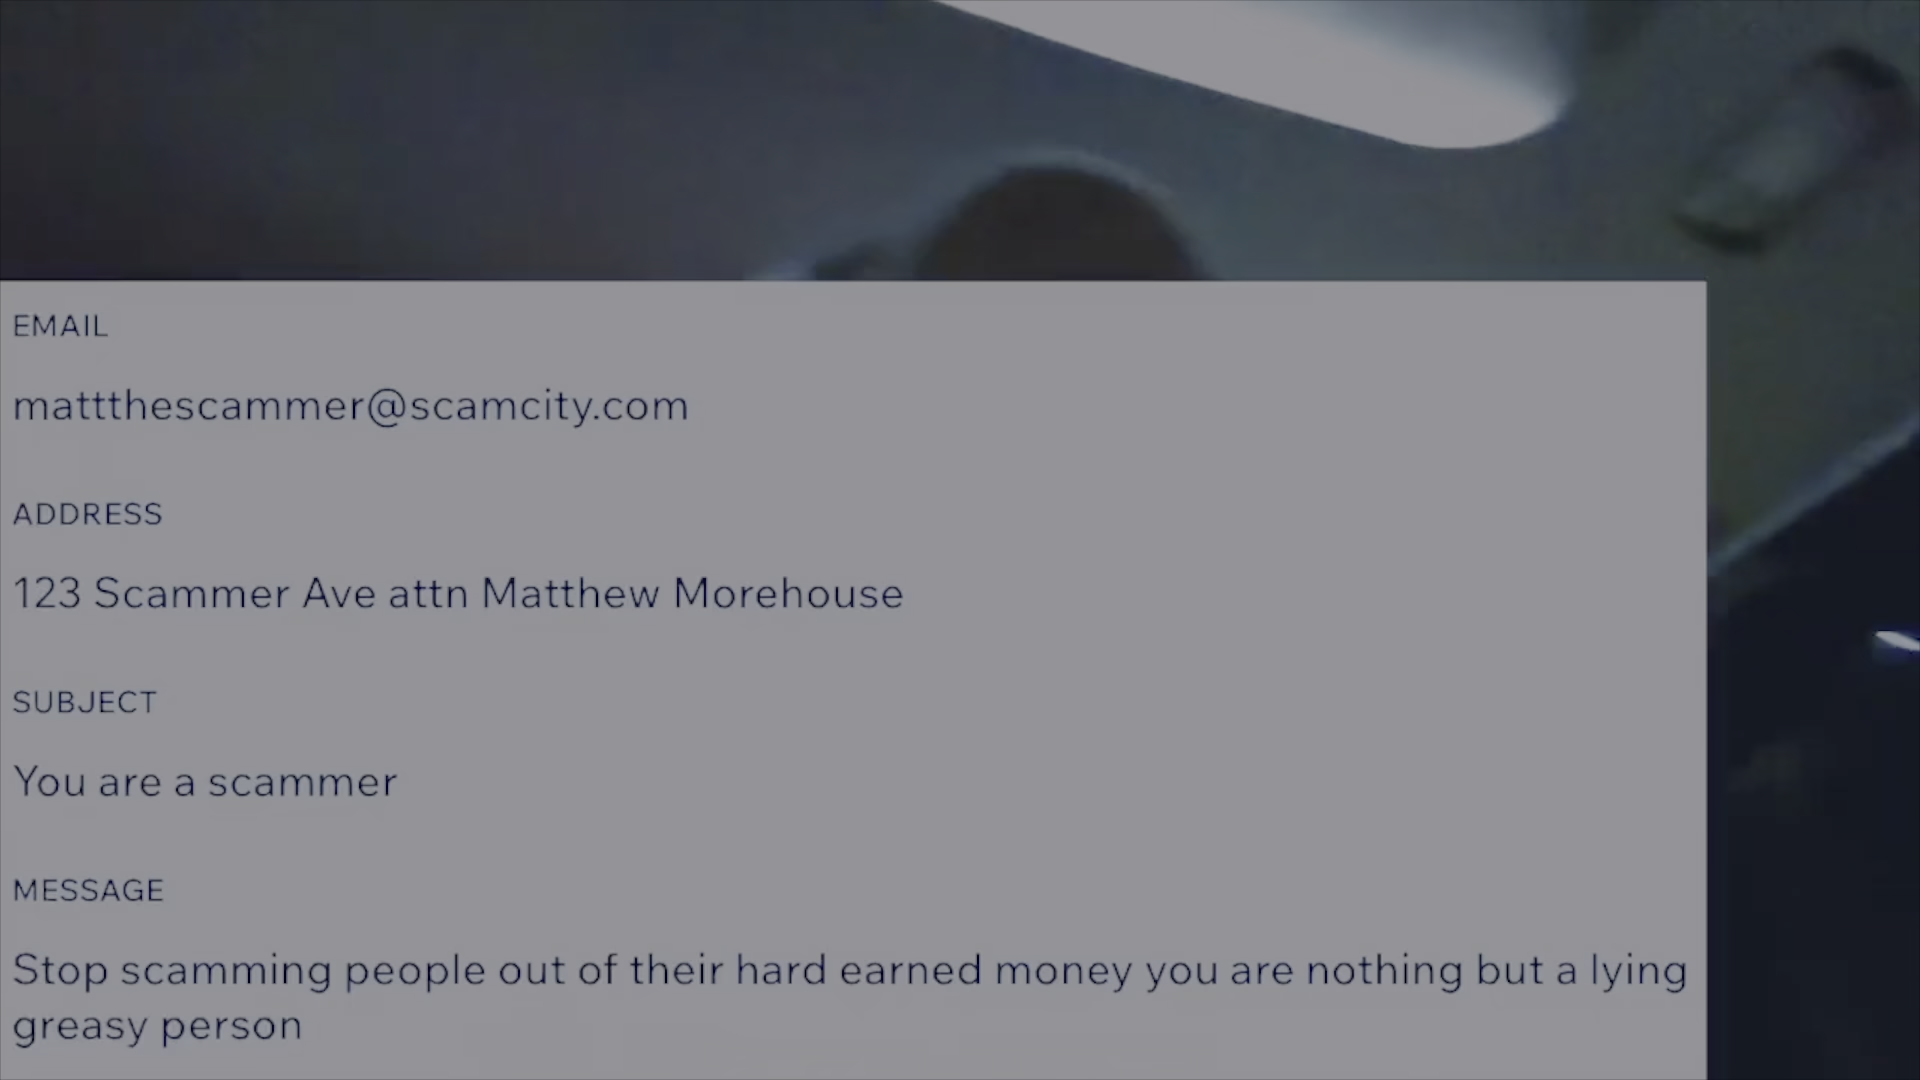 EMAIL
mattthescammer@scamcity.com
ADDRESS
123 Scammer Ave attn Matthew Morehouse
SUBJECT
You are a scammer
MESSAGE
Stop scamming people out of their hard earned money you are nothing but a lying
greasy person